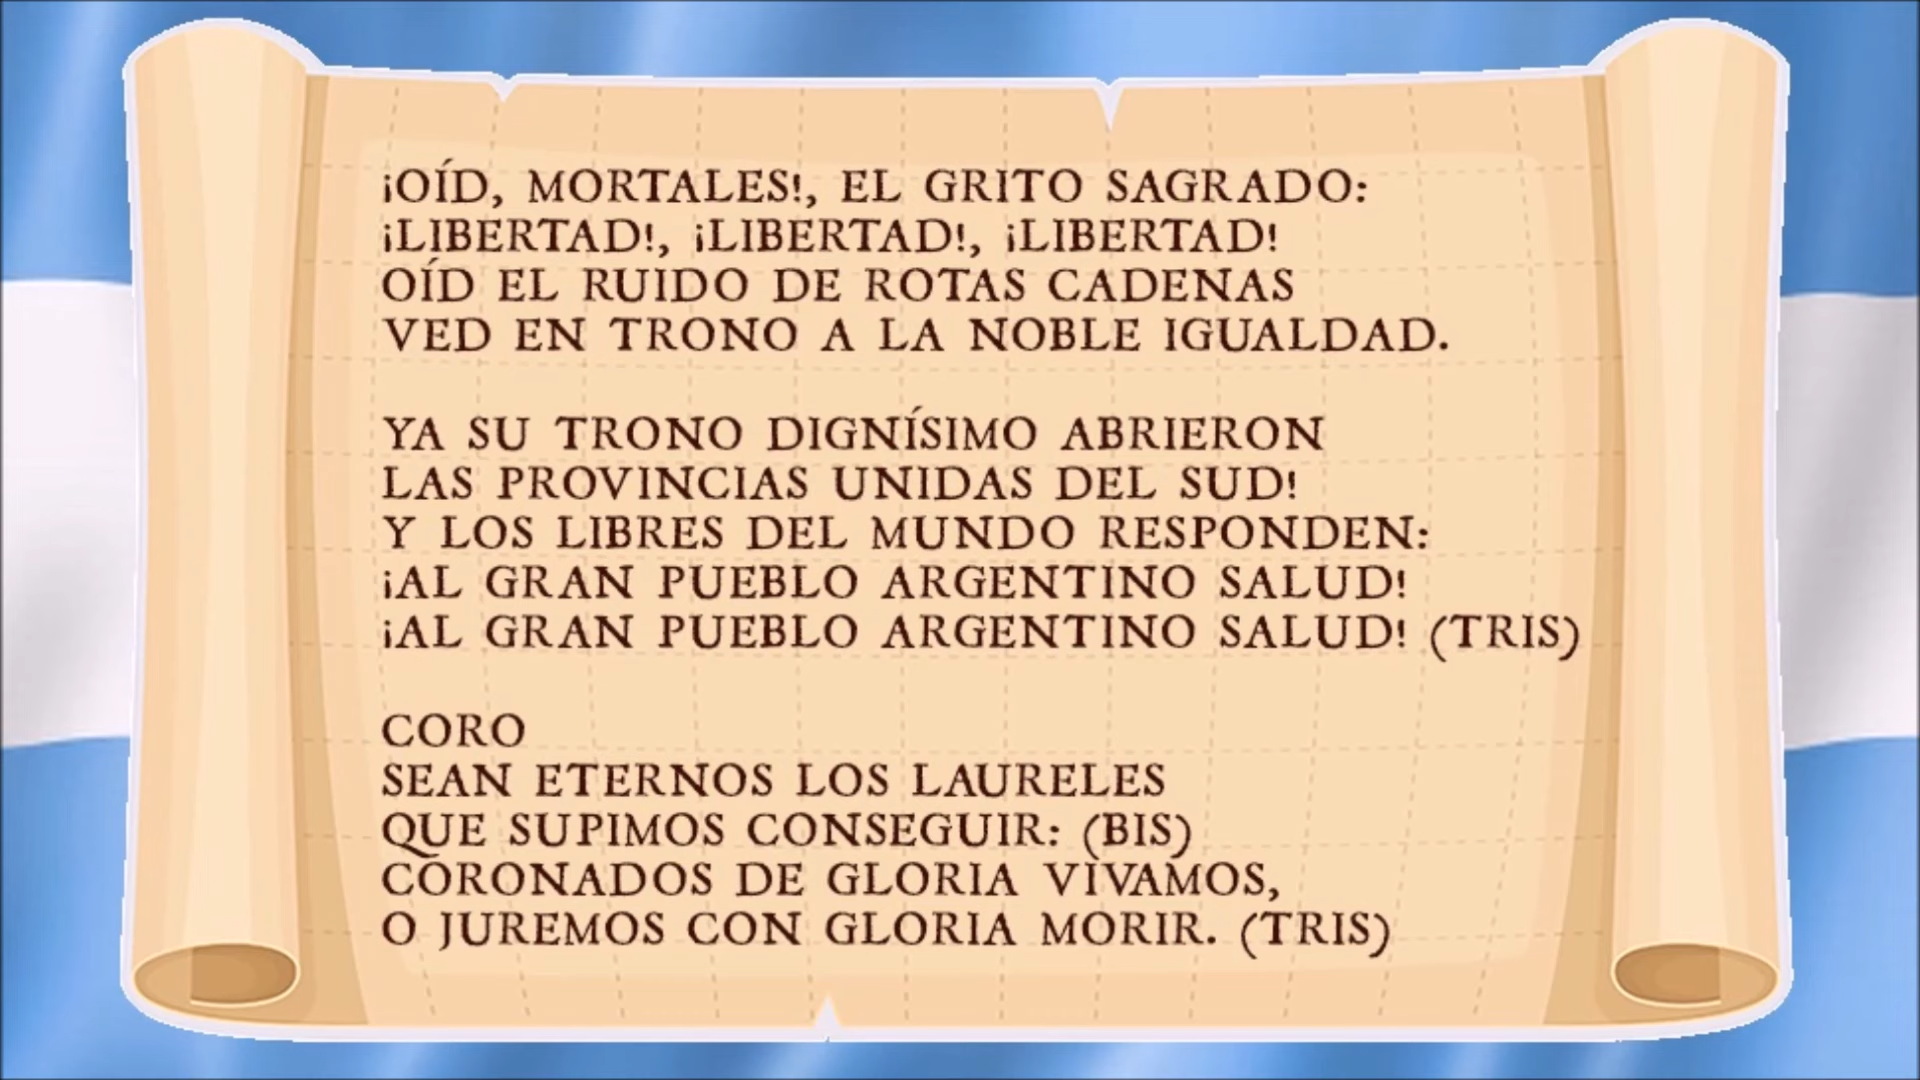 ¡OÍD, MORTALES!, EL GRITO SAGRADO:
¡LIBERTAD!, ¡LIBERTAD!, ¡LIBERTAD!
OÍD EL RUIDO DE ROTAS CADENAS
VED EN TRONO A LA NOBLE IGUALDAD.

YA SU TRONO DIGNÍSIMO ABRIERON
LAS PROVINCIAS UNIDAS DEL SUD!
Y LOS LIBRES DEL MUNDO RESPONDEN:
¡AL GRAN PUEBLO ARGENTINO SALUD!
¡AL GRAN PUEBLO ARGENTINO SALUD! (TRIS)

CORO
SEAN ETERNOS LOS LAURELES
QUE SUPIMOS CONSEGUIR: (BIS)
CORONADOS DE GLORIA VIVAMOS,
O JUREMOS CON GLORIA MORIR. (TRIS)